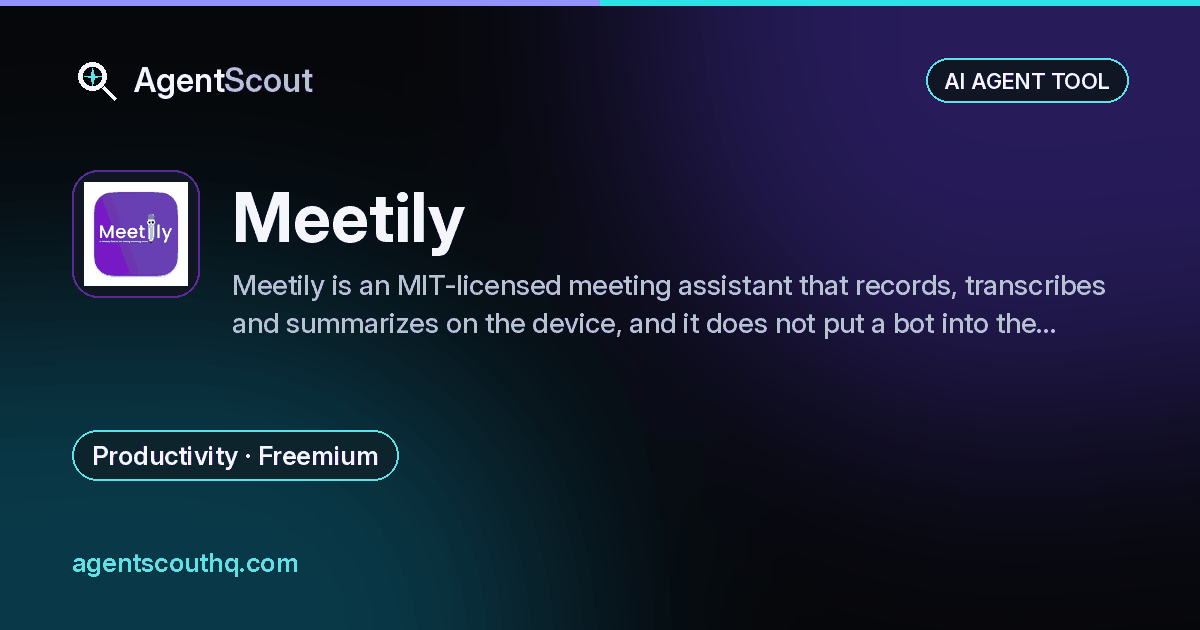 AgentScout
AI AGENT TOOL
Meetily
Meetily
Meetily is an MIT-licensed meeting assistant that records, transcribes
and summarizes on the device, and it does not put a bot into the...
Productivity · Freemium
agentscouthq.com